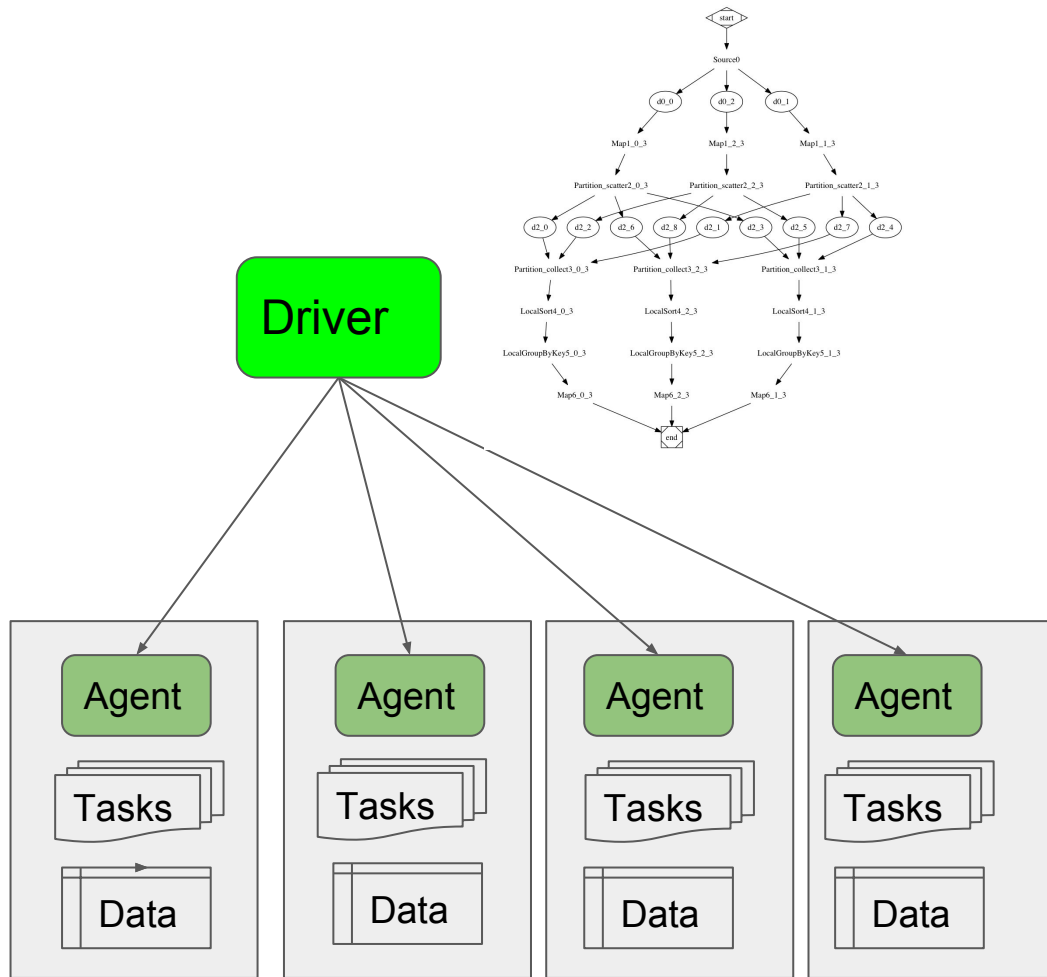 start
Source0
d0_0 d0_2 d0_1
Map1_0_3 Map1_2_3 Map1_1_3
Partition_scatter2_0_3 Partition_scatter2_2_3 Partition_scatter2_1_3
d2_0 d2_2 d2_6 d2_8 d2_1 d2_3 d2_5 d2_7 d2_4
Partition_collect3_0_3 Partition_collect3_2_3 Partition_collect3_1_3
LocalSort4_0_3 LocalSort4_2_3 LocalSort4_1_3
LocalGroupByKey5_0_3 LocalGroupByKey5_2_3 LocalGroupByKey5_1_3
Map6_0_3 Map6_2_3 Map6_1_3
end
Driver
Agent Agent Agent Agent
Tasks Tasks Tasks Tasks
Data Data Data Data